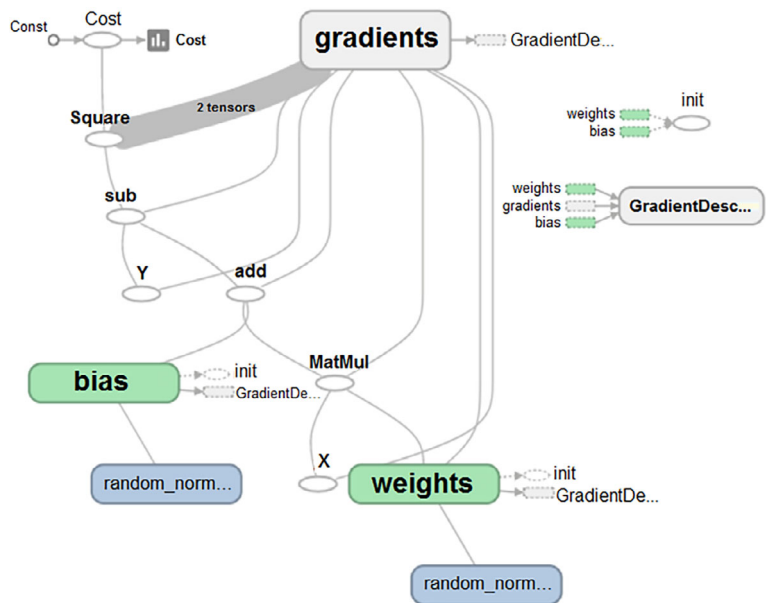 Const
Cost
Cost
gradients
GradientDe...
2 tensors
Square
weights
bias
init
sub
weights
gradients
bias
GradientDesc...
Y
add
MatMul
bias
init
GradientDe...
X
random_norm...
weights
init
GradientDe...
random_norm...